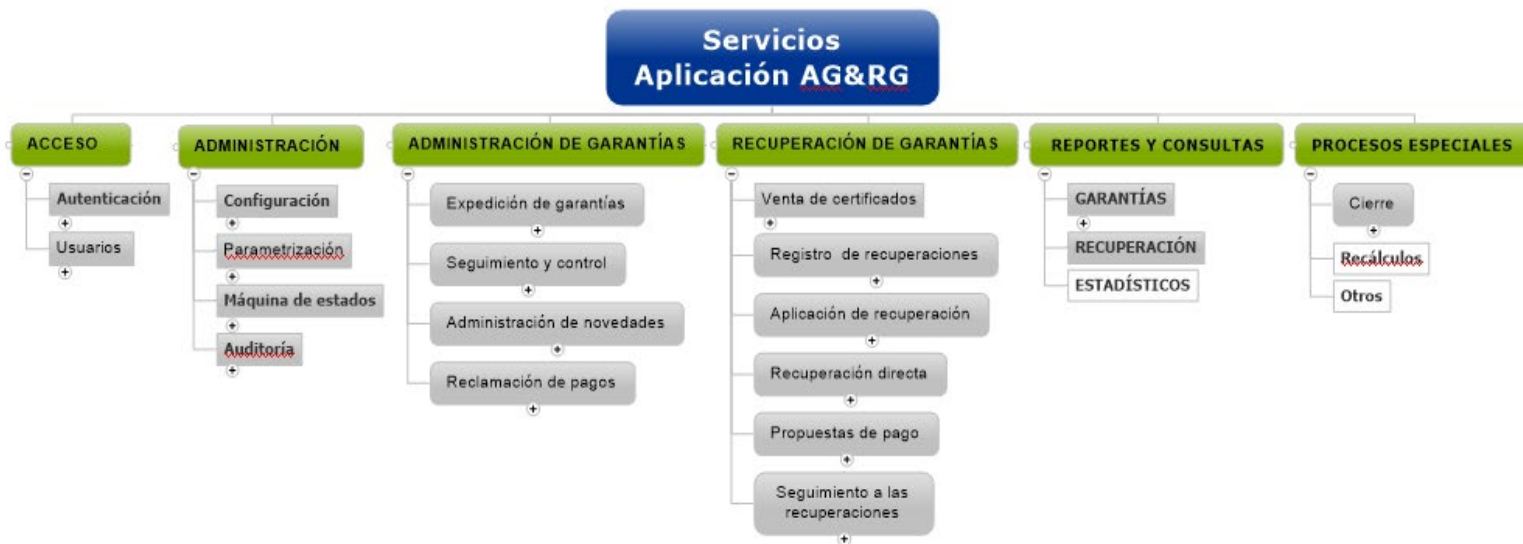 Servicios
Aplicación AG&RG
ACCESO
Autenticación
Usuarios
ADMINISTRACIÓN
Configuración
Parametrización
Máquina de estados
Auditoría
ADMINISTRACIÓN DE GARANTÍAS
Expedición de garantías
Seguimiento y control
Administración de novedades
Reclamación de pagos
RECUPERACIÓN DE GARANTÍAS
Venta de certificados
Registro de recuperaciones
Aplicación de recuperación
Recuperación directa
Propuestas de pago
Seguimiento a las
recuperaciones
REPORTES Y CONSULTAS
GARANTÍAS
RECUPERACIÓN
ESTADÍSTICOS
PROCESOS ESPECIALES
Cierre
Recálculos
Otros